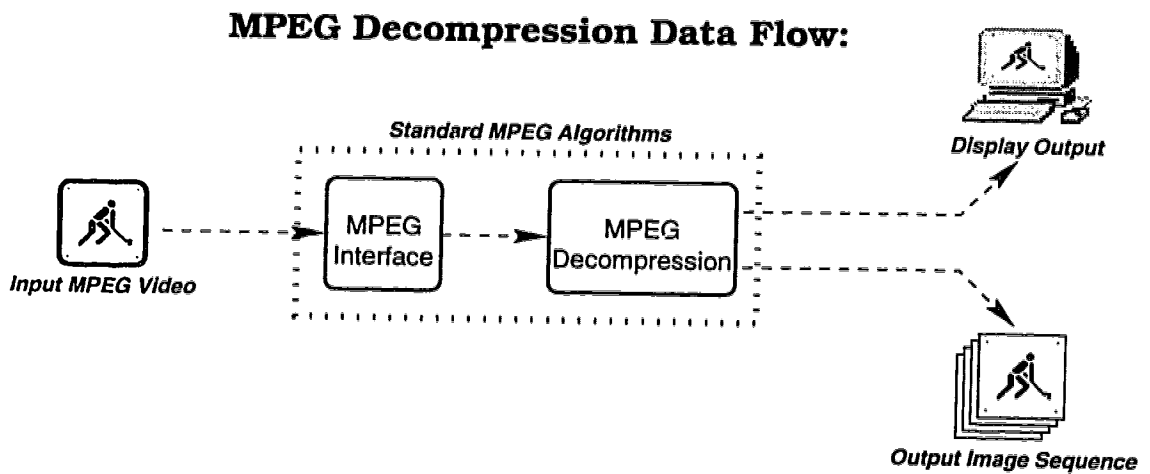 MPEG Decompression Data Flow:
Standard MPEG Algorithms
Display Output
MPEG
Interface
MPEG
Decompression
Input MPEG Video
Output Image Sequence